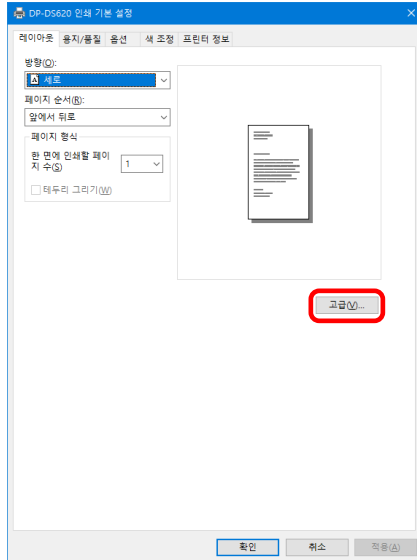 DP-DS620 인쇄 기본 설정
레이아웃 용지/품질 옵션 색 조정 프린터 정보
방향(O):
A 세로
페이지 순서(R):
앞에서 뒤로
페이지 형식
한 면에 인쇄할 페이
지 수(S)
1
테두리 그리기(W)
고급(V)...
확인 취소 적용(A)